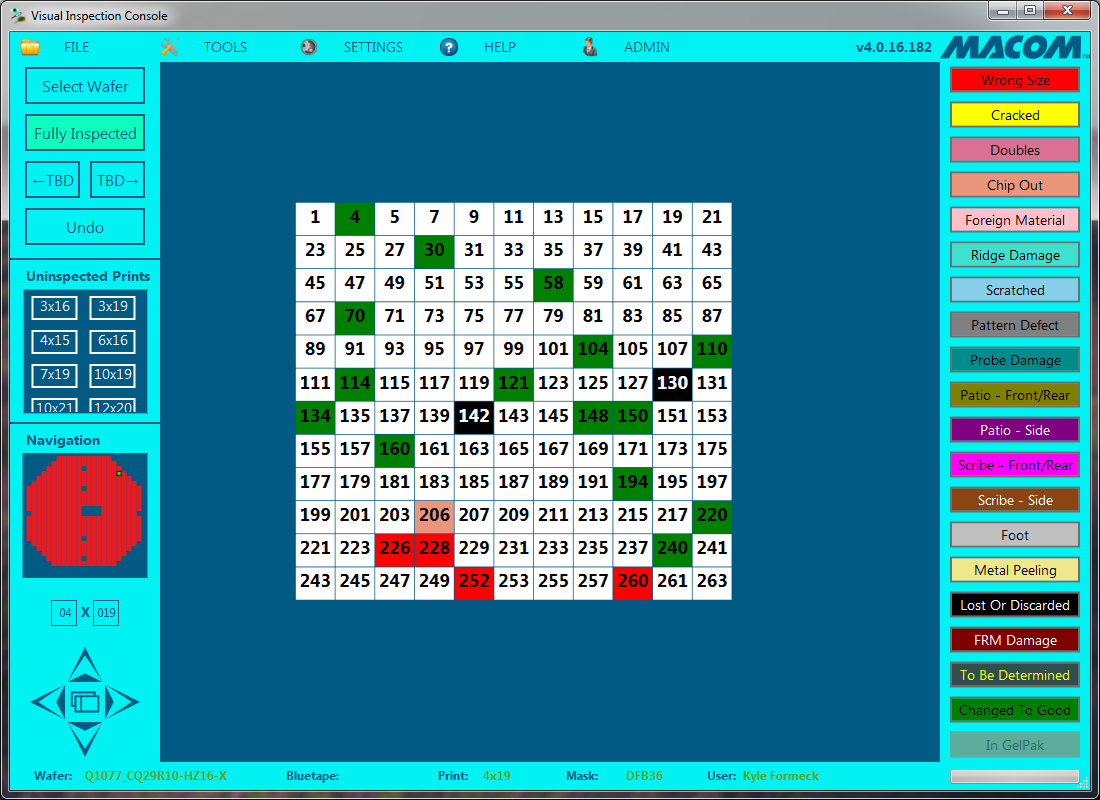 Visual Inspection Console
FILE TOOLS SETTINGS HELP ADMIN v4.0.16.182 MACOM™
Select Wafer
Fully Inspected
←TBD TBD→
Undo
Uninspected Prints
3x16 3x19
4x15 6x16
7x19 10x19
10x21 12x20
Navigation
04 X 019
1 4 5 7 9 11 13 15 17 19 21
23 25 27 30 31 33 35 37 39 41 43
45 47 49 51 53 55 58 59 61 63 65
67 70 71 73 75 77 79 81 83 85 87
89 91 93 95 97 99 101 104 105 107 110
111 114 115 117 119 121 123 125 127 130 131
134 135 137 139 142 143 145 148 150 151 153
155 157 160 161 163 165 167 169 171 173 175
177 179 181 183 185 187 189 191 194 195 197
199 201 203 206 207 209 211 213 215 217 220
221 223 226 228 229 231 233 235 237 240 241
243 245 247 249 252 253 255 257 260 261 263
Wrong Size
Cracked
Doubles
Chip Out
Foreign Material
Ridge Damage
Scratched
Pattern Defect
Probe Damage
Patio - Front/Rear
Patio - Side
Scribe - Front/Rear
Scribe - Side
Foot
Metal Peeling
Lost Or Discarded
FRM Damage
To Be Determined
Changed To Good
In GelPak
Wafer: Q1077_CQ29R10-HZ16-X Bluetape: Print: 4x19 Mask: DFB36 User: Kyle Formeck